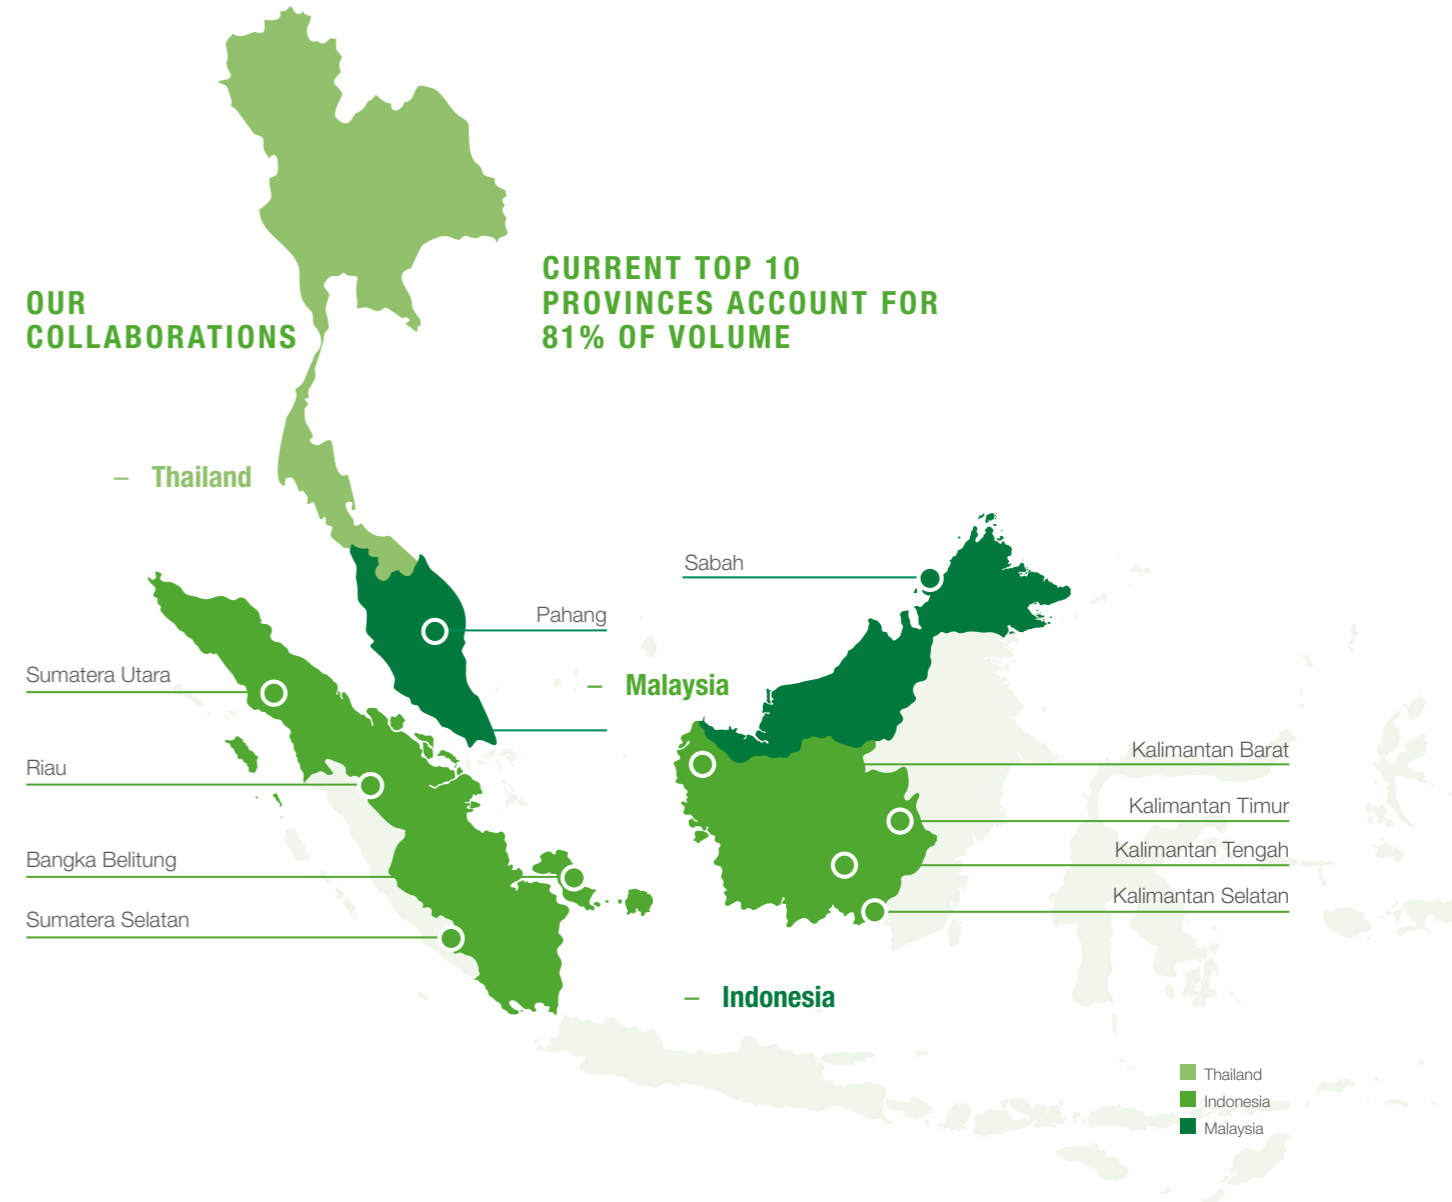 OUR
COLLABORATIONS
CURRENT TOP 10
PROVINCES ACCOUNT FOR
81% OF VOLUME
– Thailand
Sabah
Pahang
Sumatera Utara
– Malaysia
Kalimantan Barat
Riau
Kalimantan Timur
Kalimantan Tengah
Bangka Belitung
Kalimantan Selatan
Sumatera Selatan
– Indonesia
Thailand
Indonesia
Malaysia